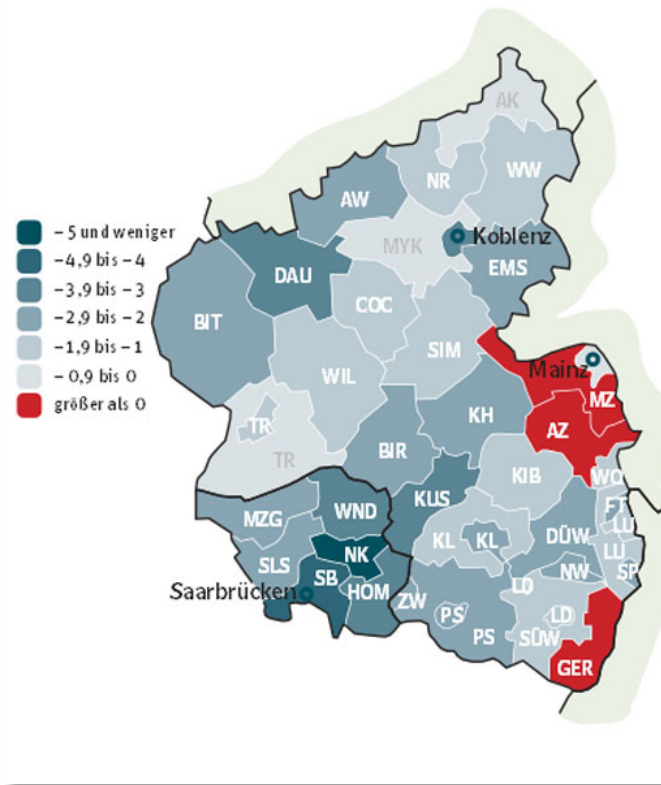 AK
WW
NR
AW
– 5 und weniger
–4,9 bis – 4
–3,9 bis – 3
–2,9 bis – 2
–1,9 bis – 1
– 0,9 bis 0
größer als 0
MYK
Koblenz
EMS
DAU
COC
BIT
SIM
WIL
Mainz
MZ
TR
KH
AZ
TR
BIR
KIB
WO
KUS
WND
MZG
FT
LU
KL
KL
DÜW
NK
LU
SLS
SB
NW
SP
HOM
Saarbrücken
ZW
LD
PS
LD
PS
SÜW
GER